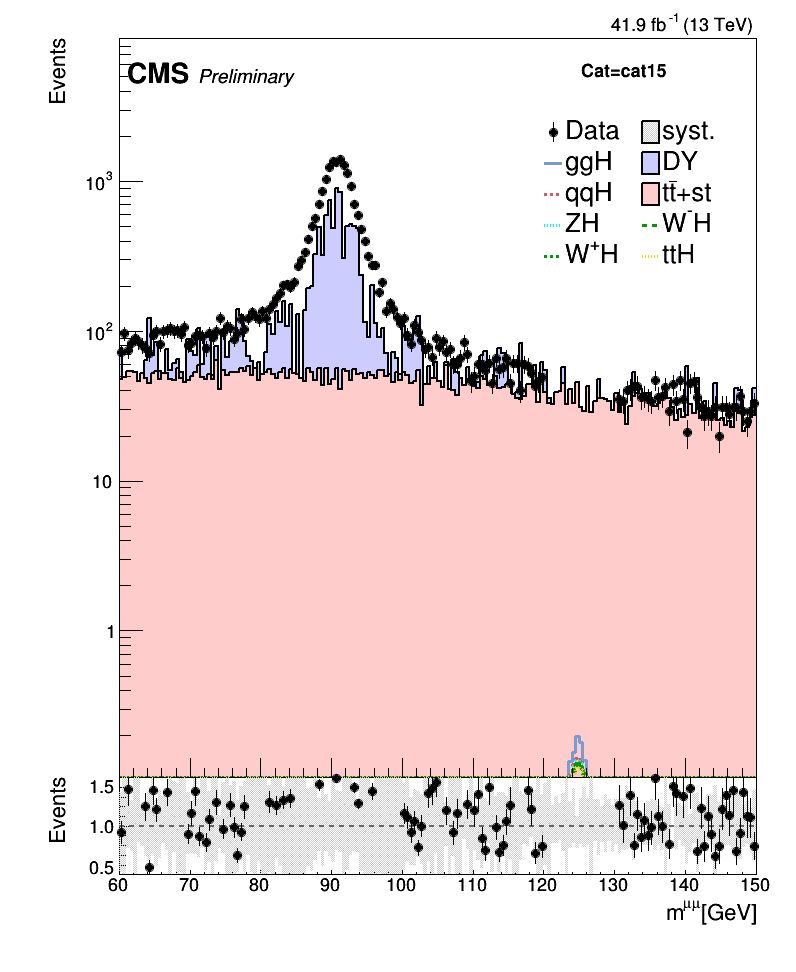 41.9 fb⁻¹ (13 TeV)
Events
CMS Preliminary
Cat=cat15
Data syst.
ggH DY
qqH tt̄+st
ZH W⁻H
W⁺H ttH
10³
10²
10
1
Events
1.5
1.0
0.5
60 70 80 90 100 110 120 130 140 150
m^μμ[GeV]